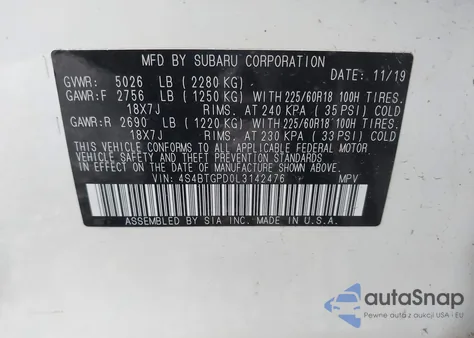 MFD BY SUBARU CORPORATION
DATE: 11/19
GVWR: 5026 LB (2280 KG)
GAWR:F 2756 LB (1250 KG) WITH 225/60R18 100H TIRES.
18X7J RIMS. AT 240 KPA (35 PSI) COLD
GAWR:R 2690 LB (1220 KG) WITH 225/60R18 100H TIRES.
18X7J RIMS. AT 230 KPA (33 PSI) COLD
THIS VEHICLE CONFORMS TO ALL APPLICABLE FEDERAL MOTOR
VEHICLE SAFETY, BUMPER, AND THEFT PREVENTION STANDARDS
IN EFFECT ON THE DATE OF MANUFACTURE SHOWN ABOVE.
VIN: 4S4BTGPD0L3142476 MPV
ASSEMBLED BY SIA INC. MADE IN U.S.A.
autoSnap
Pewne auta z aukcji USA i EU